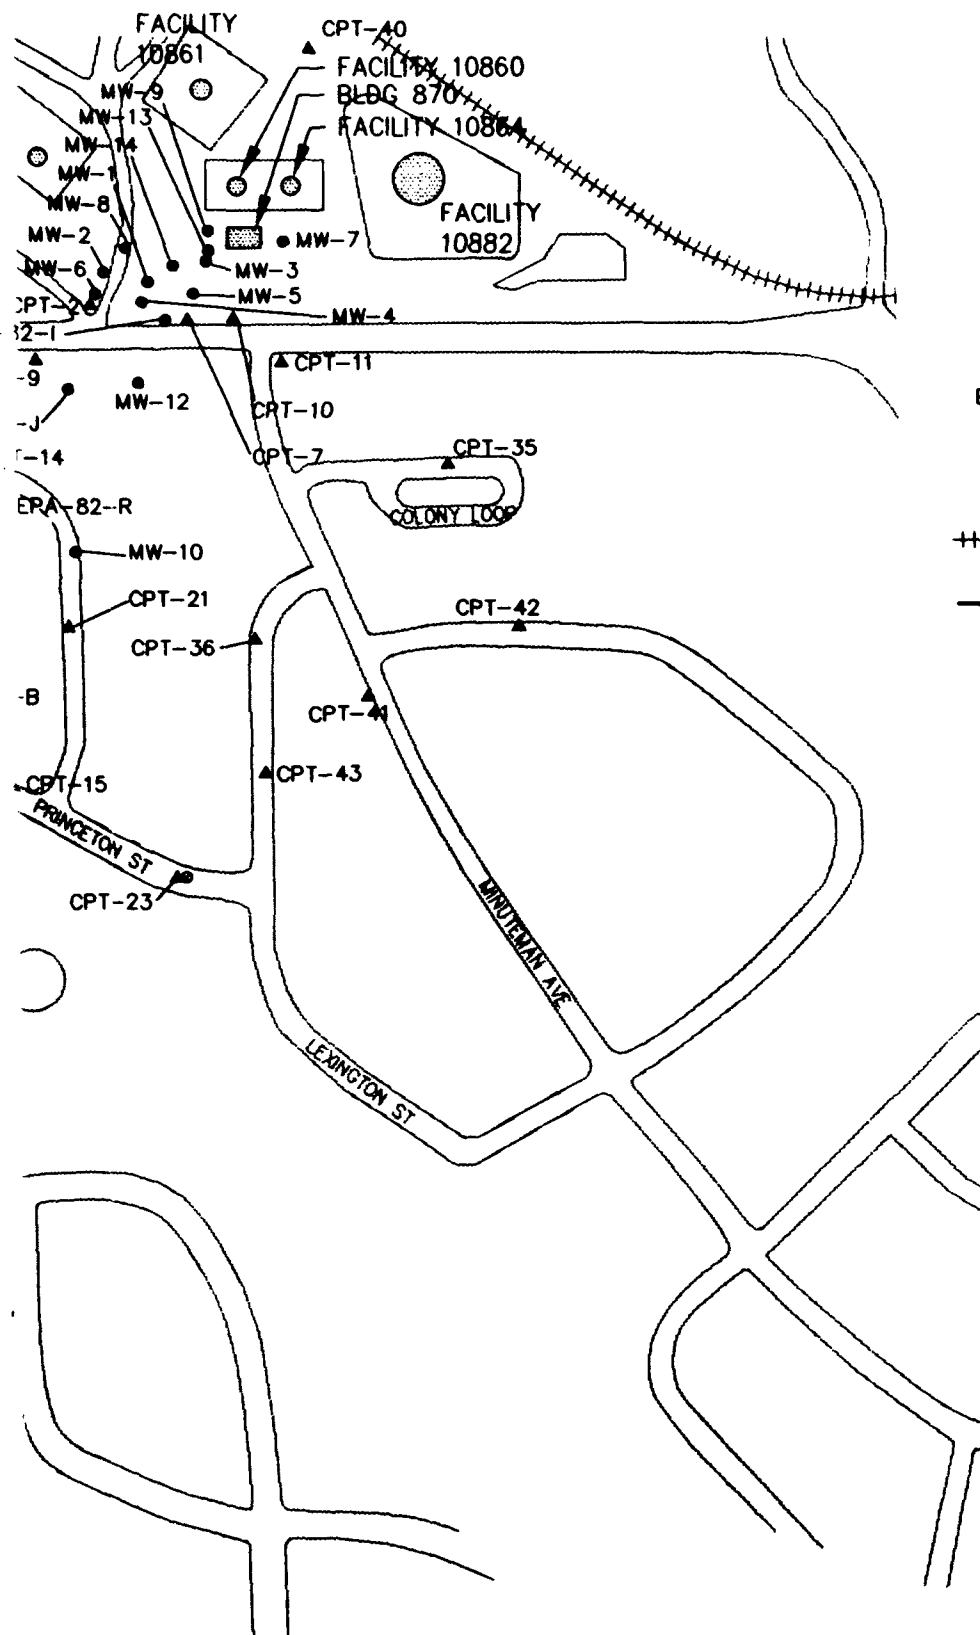 FACILITY
10861
CPT-40
FACILITY 10860
MW-9
BLDG 870
MW-13
FACILITY 10864
MW-14
MW-1
MW-8
FACILITY
10882
MW-2
MW-7
MW-6
MW-3
MW-5
CPT-2
MW-4
32-I
CPT-11
-9
MW-12
CPT-10
-J
CPT-35
-14
CPT-7
EPA-82-R
COLONY LOOP
MW-10
CPT-21
CPT-42
CPT-36
-B
CPT-41
CPT-43
CPT-15
PRINCETON ST
CPT-23
MINUTEMAN AVE
LEXINGTON ST